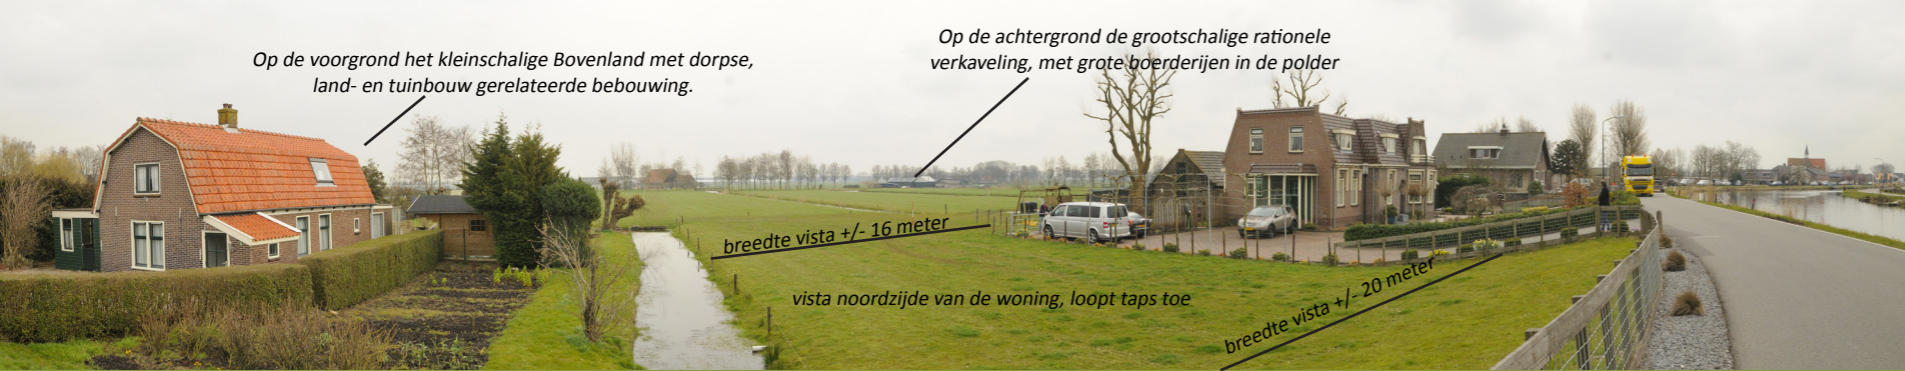 Op de voorgrond het kleinschalige Bovenland met dorpse,
land- en tuinbouw gerelateerde bebouwing.
Op de achtergrond de grootschalige rationele
verkaveling, met grote boerderijen in de polder
breedte vista +/- 16 meter
vista noordzijde van de woning, loopt taps toe
breedte vista +/- 20 meter